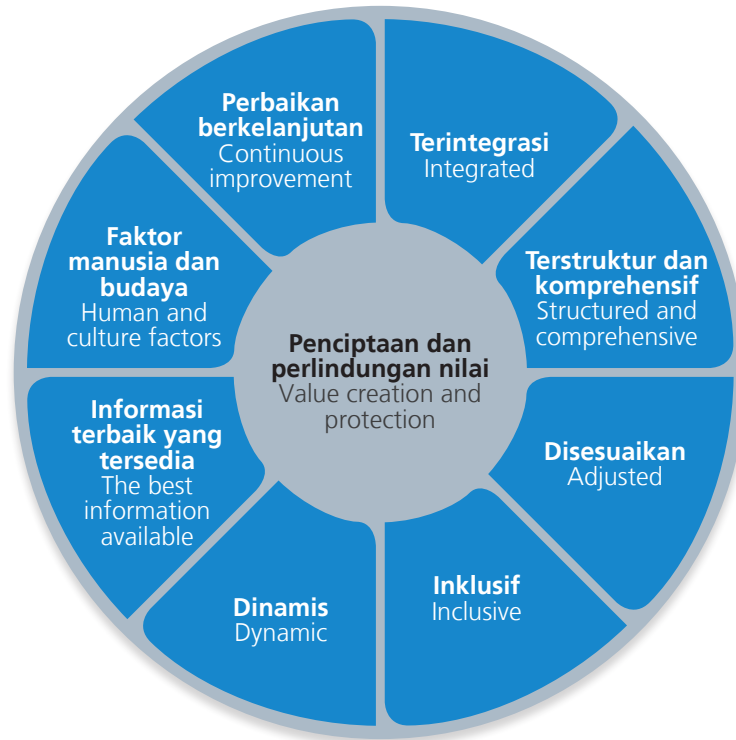 Perbaikan
berkelanjutan
Continuous
improvement
Terintegrasi
Integrated
Terstruktur dan
komprehensif
Structured and
comprehensive
Disesuaikan
Adjusted
Inklusif
Inclusive
Dinamis
Dynamic
Informasi
terbaik yang
tersedia
The best
information
available
Faktor
manusia dan
budaya
Human and
culture factors
Penciptaan dan
perlindungan nilai
Value creation and
protection